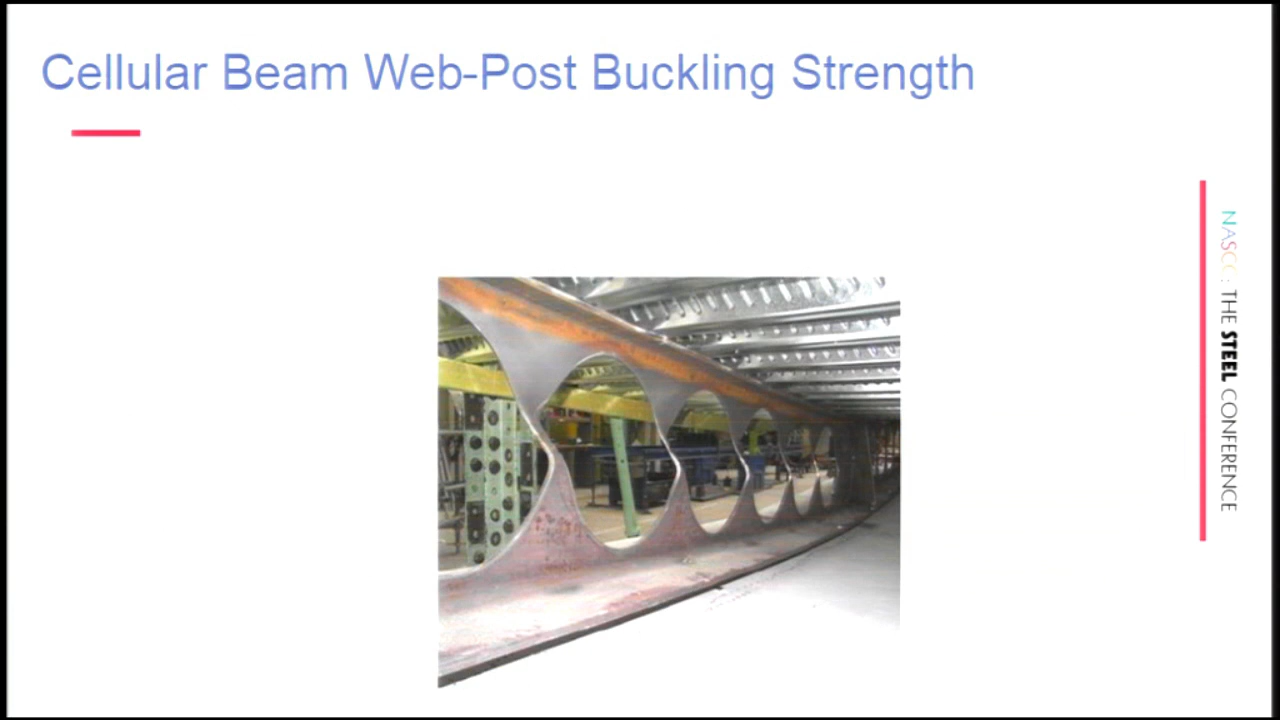 Cellular Beam Web-Post Buckling Strength
NASCC: THE STEEL CONFERENCE